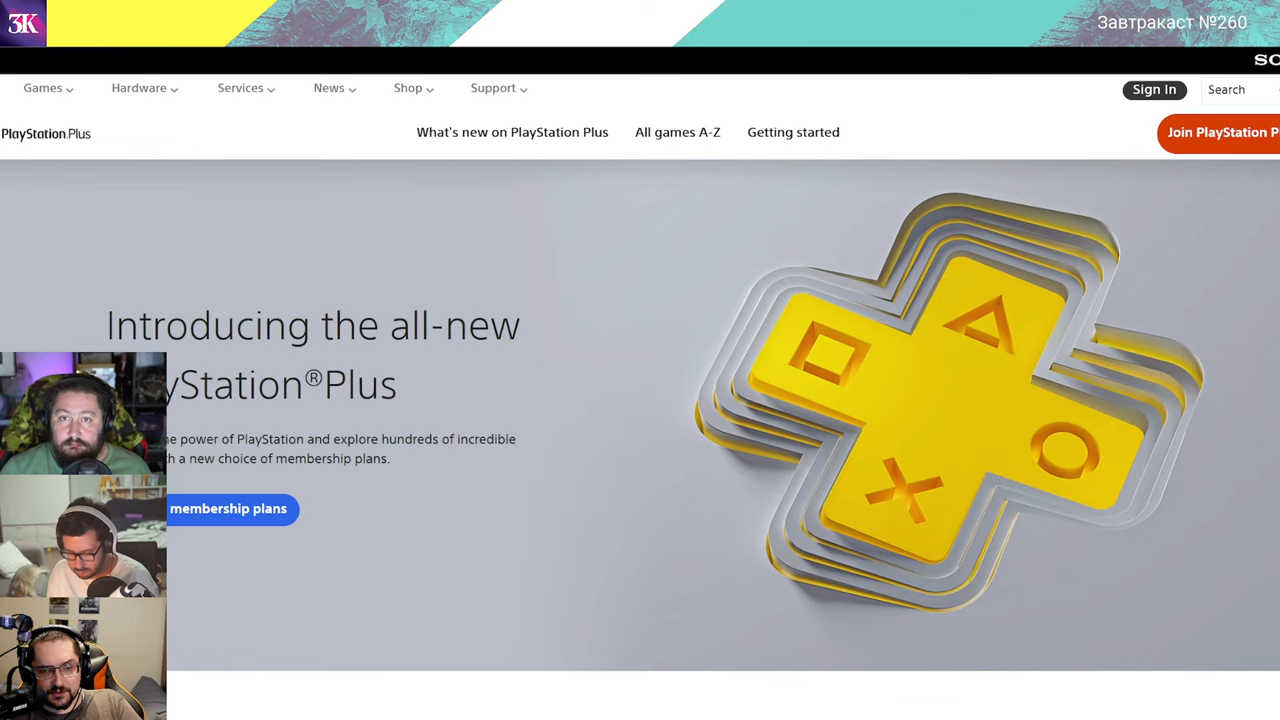 3K
Завтракаст №260
SO
Games
Hardware
Services
News
Shop
Support
Sign In
Search
PlayStation.Plus
What's new on PlayStation Plus
All games A-Z
Getting started
Join PlayStation P
Introducing the all-new
yStation®Plus
e power of PlayStation and explore hundreds of incredible
h a new choice of membership plans.
membership plans